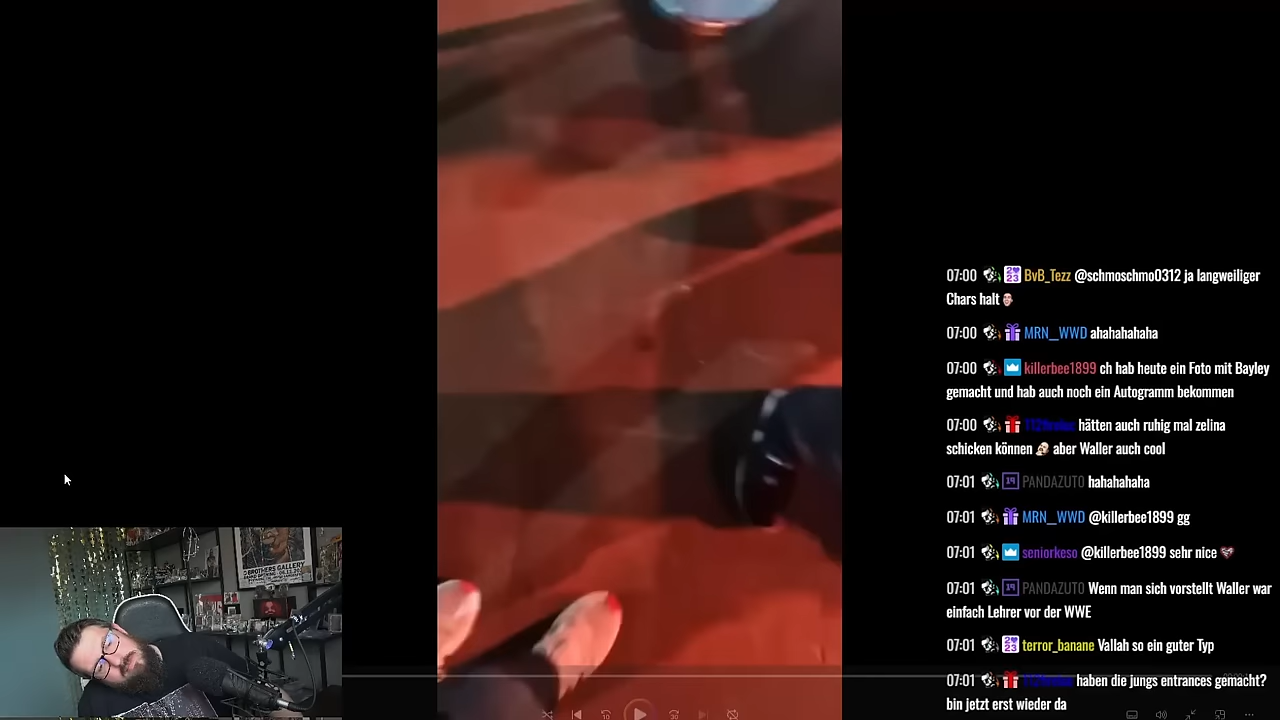 07:00 BvB_Tezz @schmoschmo0312 ja langweiliger
Chars halt
07:00 MRN__WWD ahahahahaha
07:00 killerbee1899 ch hab heute ein Foto mit Bayley
gemacht und hab auch noch ein Autogramm bekommen
07:00 hätten auch ruhig mal zelina
schicken können aber Waller auch cool
07:01 PANDAZUTO hahahahaha
07:01 MRN__WWD @killerbee1899 gg
07:01 seniorkeso @killerbee1899 sehr nice
07:01 PANDAZUTO Wenn man sich vorstellt Waller war
einfach Lehrer vor der WWE
07:01 terror_banane Vallah so ein guter Typ
07:01 haben die jungs entrances gemacht?
bin jetzt erst wieder da
BROTHERS GALLERY